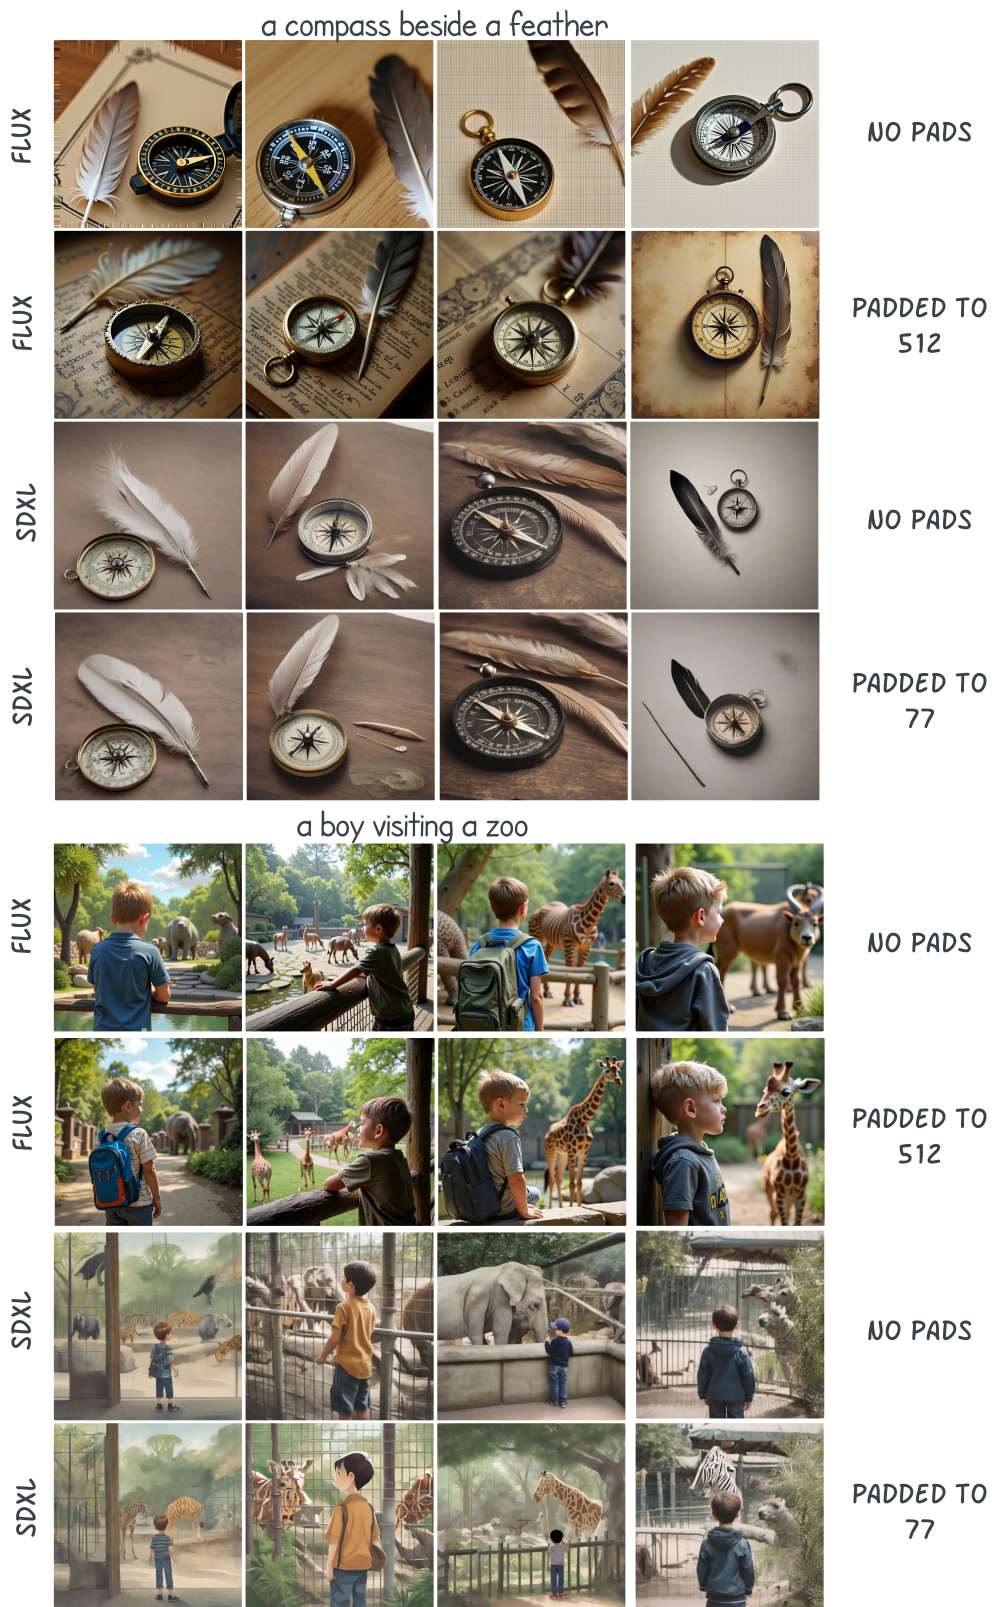 a compass beside a feather
FLUX
NO PADS
FLUX
PADDED TO
512
SDXL
NO PADS
SDXL
PADDED TO
77
a boy visiting a zoo
FLUX
NO PADS
FLUX
PADDED TO
512
SDXL
NO PADS
SDXL
PADDED TO
77